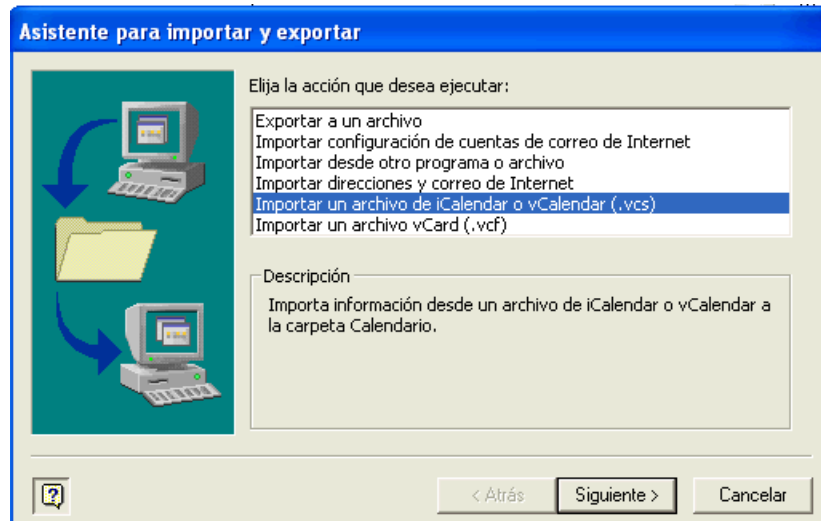 Asistente para importar y exportar
Elija la acción que desea ejecutar:
Exportar a un archivo
Importar configuración de cuentas de correo de Internet
Importar desde otro programa o archivo
Importar direcciones y correo de Internet
Importar un archivo de iCalendar o vCalendar (.vcs)
Importar un archivo vCard (.vcf)
Descripción
Importa información desde un archivo de iCalendar o vCalendar a
la carpeta Calendario.
?
< Atrás Siguiente > Cancelar